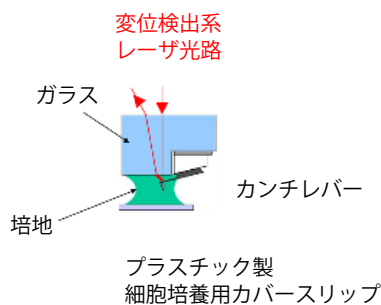 変位検出系
レーザ光路
ガラス
カンチレバー
培地
プラスチック製
細胞培養用カバースリップ